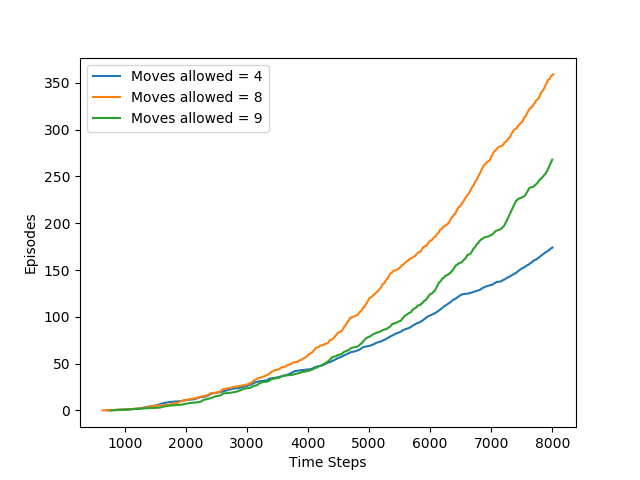 Moves allowed = 4
Moves allowed = 8
Moves allowed = 9
350
300
250
200
150
100
50
0
Episodes
1000 2000 3000 4000 5000 6000 7000 8000
Time Steps